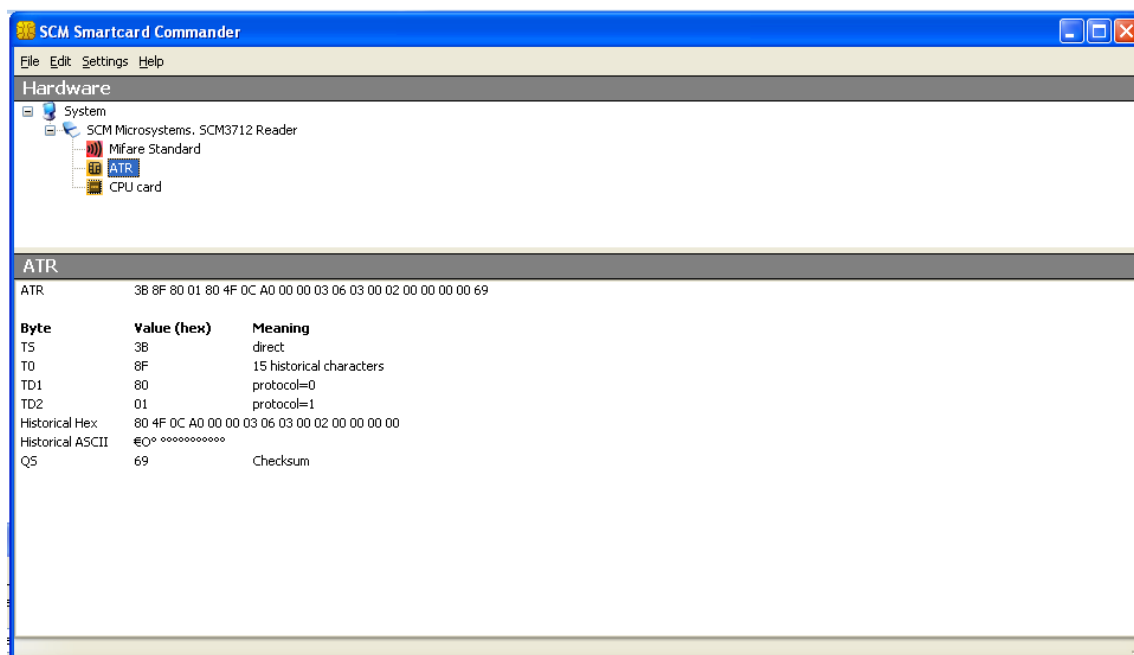 SCM Smartcard Commander
File Edit Settings Help
Hardware
System
SCM Microsystems. SCM3712 Reader
Mifare Standard
ATR
CPU card
ATR
ATR 3B 8F 80 01 80 4F 0C A0 00 00 03 06 03 00 02 00 00 00 00 69
Byte Value (hex) Meaning
TS 3B direct
T0 8F 15 historical characters
TD1 80 protocol=0
TD2 01 protocol=1
Historical Hex 80 4F 0C A0 00 00 03 06 03 00 02 00 00 00 00
Historical ASCII €Oº ººººººººººº
QS 69 Checksum